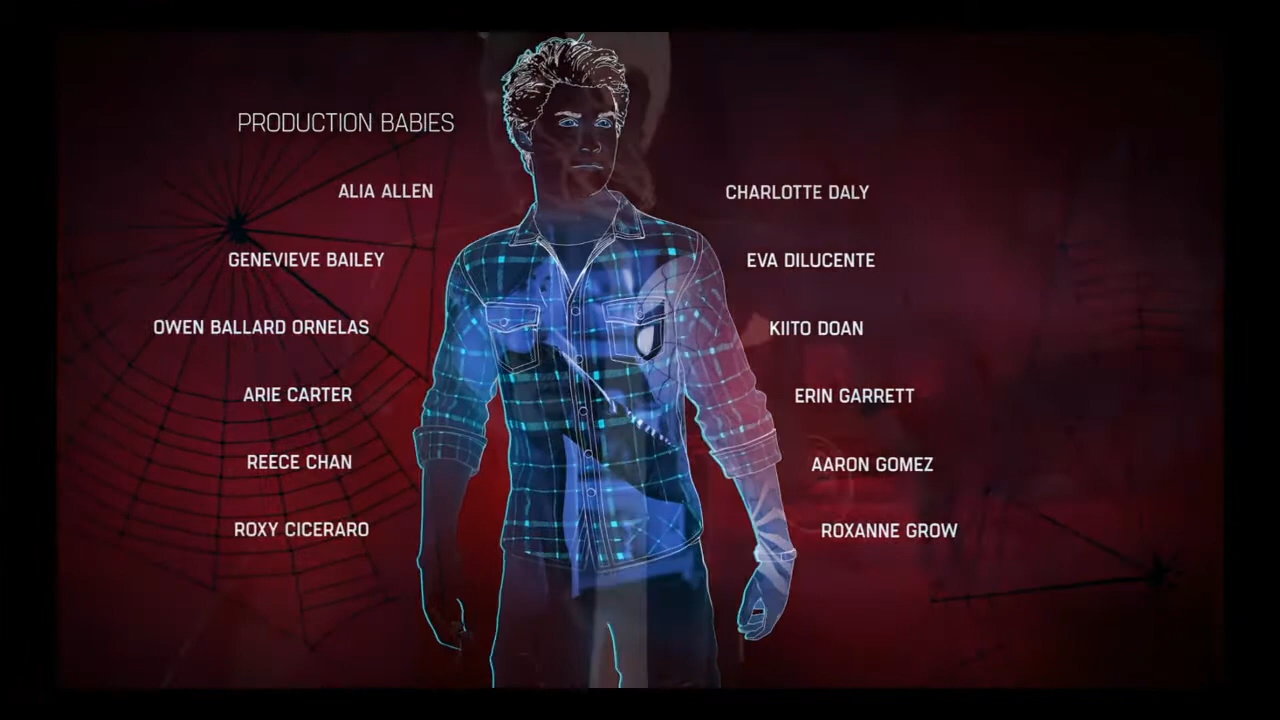 PRODUCTION BABIES
ALIA ALLEN
CHARLOTTE DALY
GENEVIEVE BAILEY
EVA DILUCENTE
OWEN BALLARD ORNELAS
KIITO DOAN
ARIE CARTER
ERIN GARRETT
REECE CHAN
AARON GOMEZ
ROXY CICERARO
ROXANNE GROW